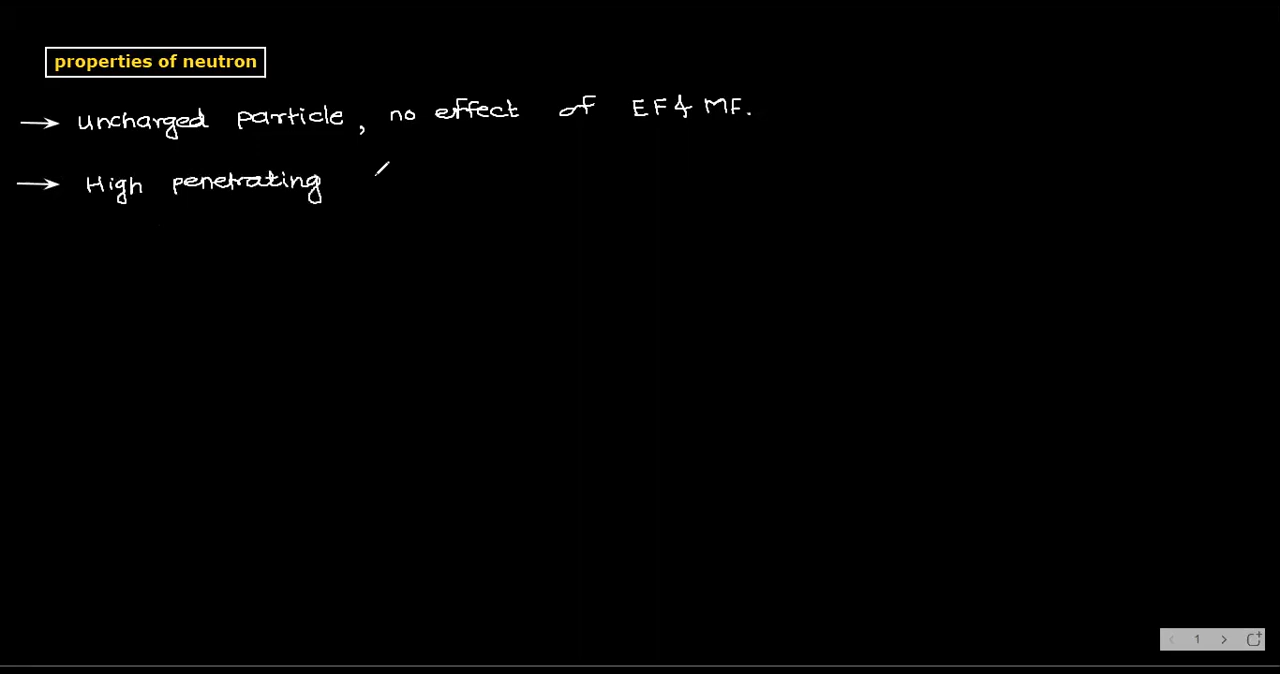 properties of neutron
→ uncharged particle, no effect of EF & MF.
→ High penetrating
1